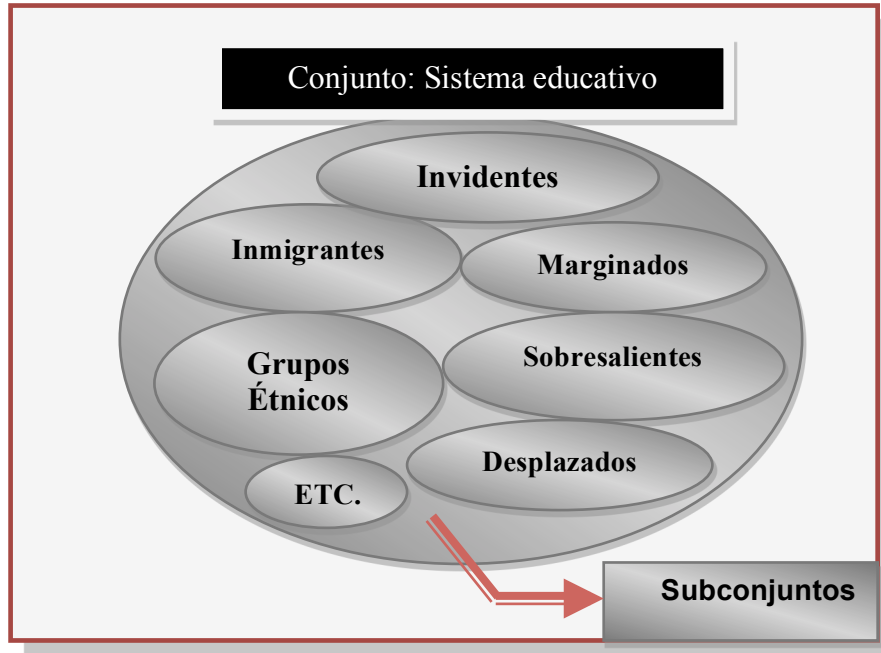 Conjunto: Sistema educativo
Invidentes
Inmigrantes
Marginados
Grupos
Étnicos
Sobresalientes
Desplazados
ETC.
Subconjuntos